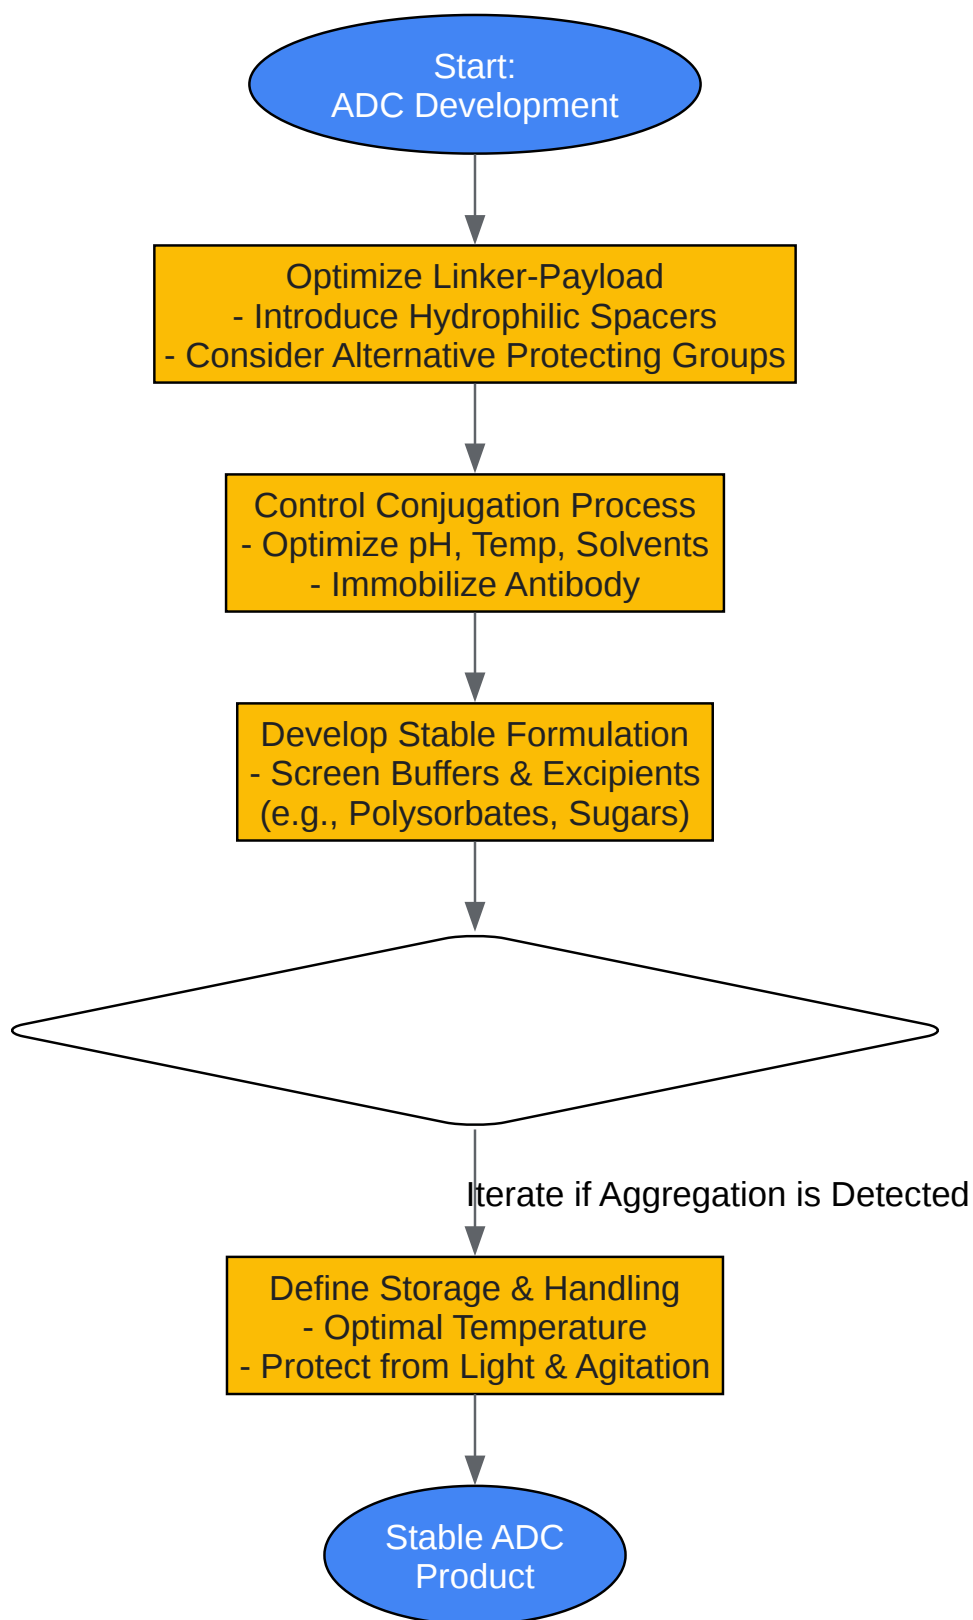 Start:
ADC Development
Optimize Linker-Payload
- Introduce Hydrophilic Spacers
- Consider Alternative Protecting Groups
Control Conjugation Process
- Optimize pH, Temp, Solvents
- Immobilize Antibody
Develop Stable Formulation
- Screen Buffers & Excipients
(e.g., Polysorbates, Sugars)
Iterate if Aggregation is Detected
Define Storage & Handling
- Optimal Temperature
- Protect from Light & Agitation
Stable ADC
Product